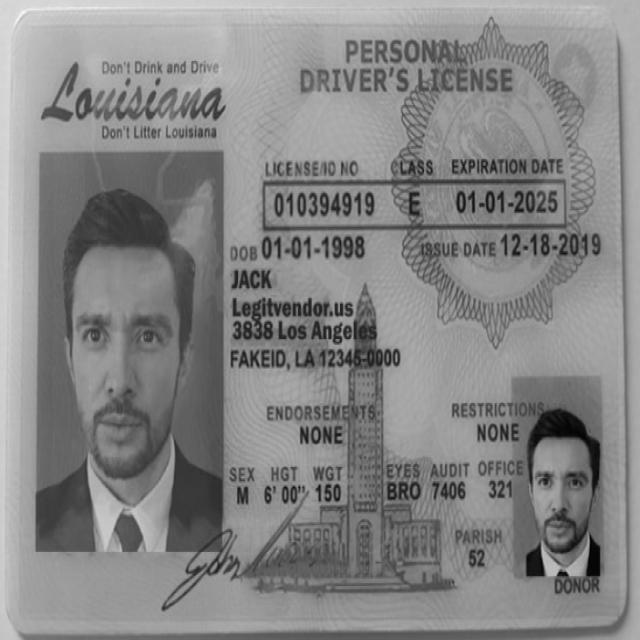 Don't Drink and Drive
Louisiana
Don't Litter Louisiana
PERSONAL
DRIVER'S LICENSE
LICENSE/ID NO CLASS EXPIRATION DATE
010394919 E 01-01-2025
DOB 01-01-1998 ISSUE DATE 12-18-2019
JACK
Legitvendor.us
3838 Los Angeles
FAKEID, LA 12345-0000
ENDORSEMENTS RESTRICTIONS
NONE NONE
SEX HGT WGT EYES AUDIT OFFICE
M 6' 00" 150 BRO 7406 321
PARISH
52
DONOR